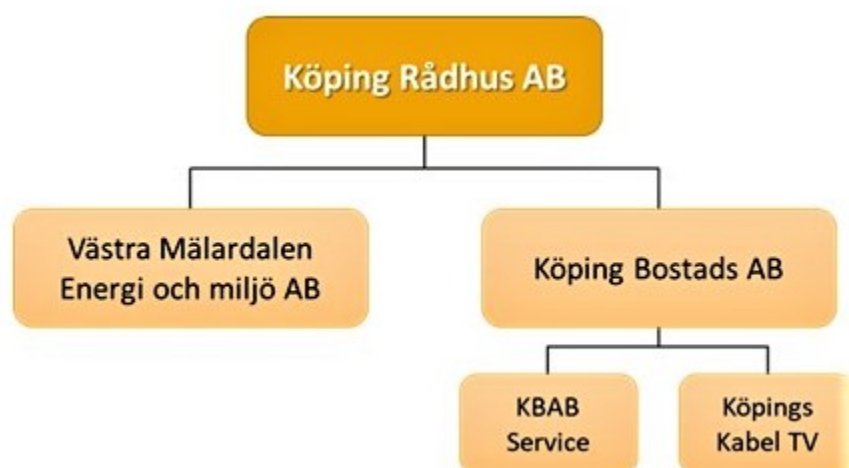 Köping Rådhus AB
Västra Mälardalen
Energi och miljö AB
Köping Bostads AB
KBAB
Service
Köpings
Kabel TV